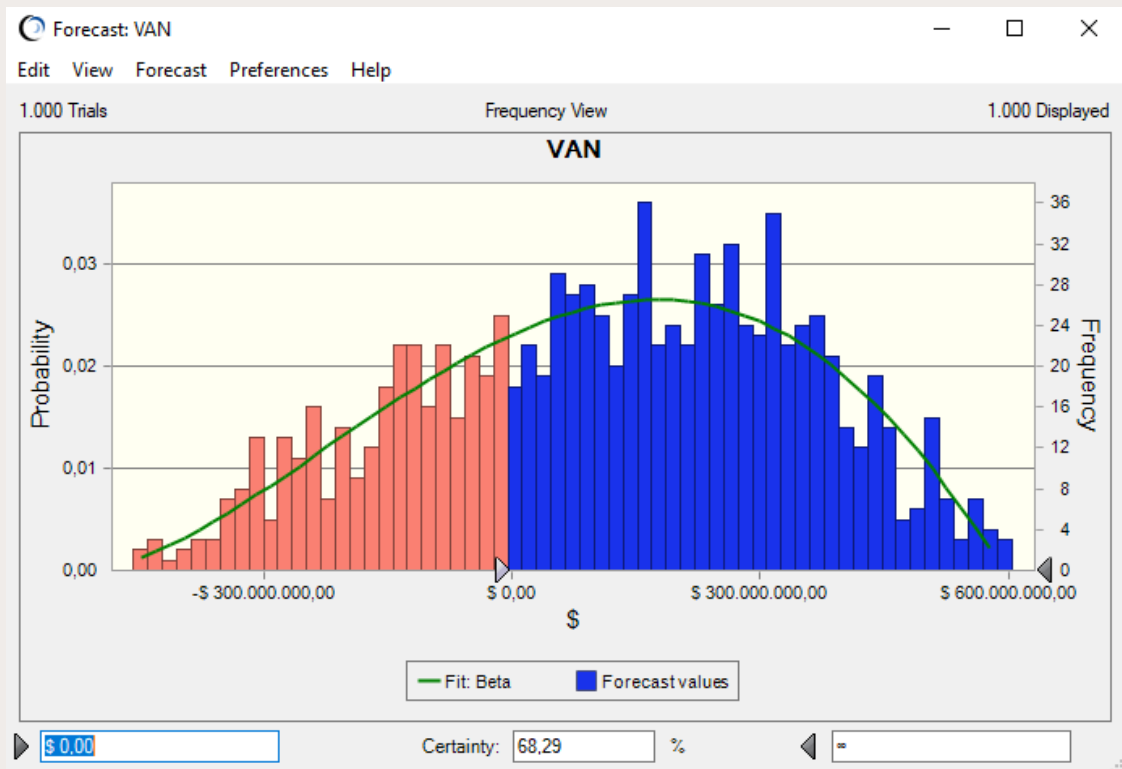 Forecast: VAN
Edit View Forecast Preferences Help
1.000 Trials Frequency View 1.000 Displayed
VAN
Probability
0,03
0,02
0,01
0,00
36
32
28
24
20
16
12
8
4
0
Frequency
-$ 300.000.000,00 $ 0,00 $ 300.000.000,00 $ 600.000.000,00
$
Fit: Beta Forecast values
$ 0,00 Certainty: 68,29 % ∞